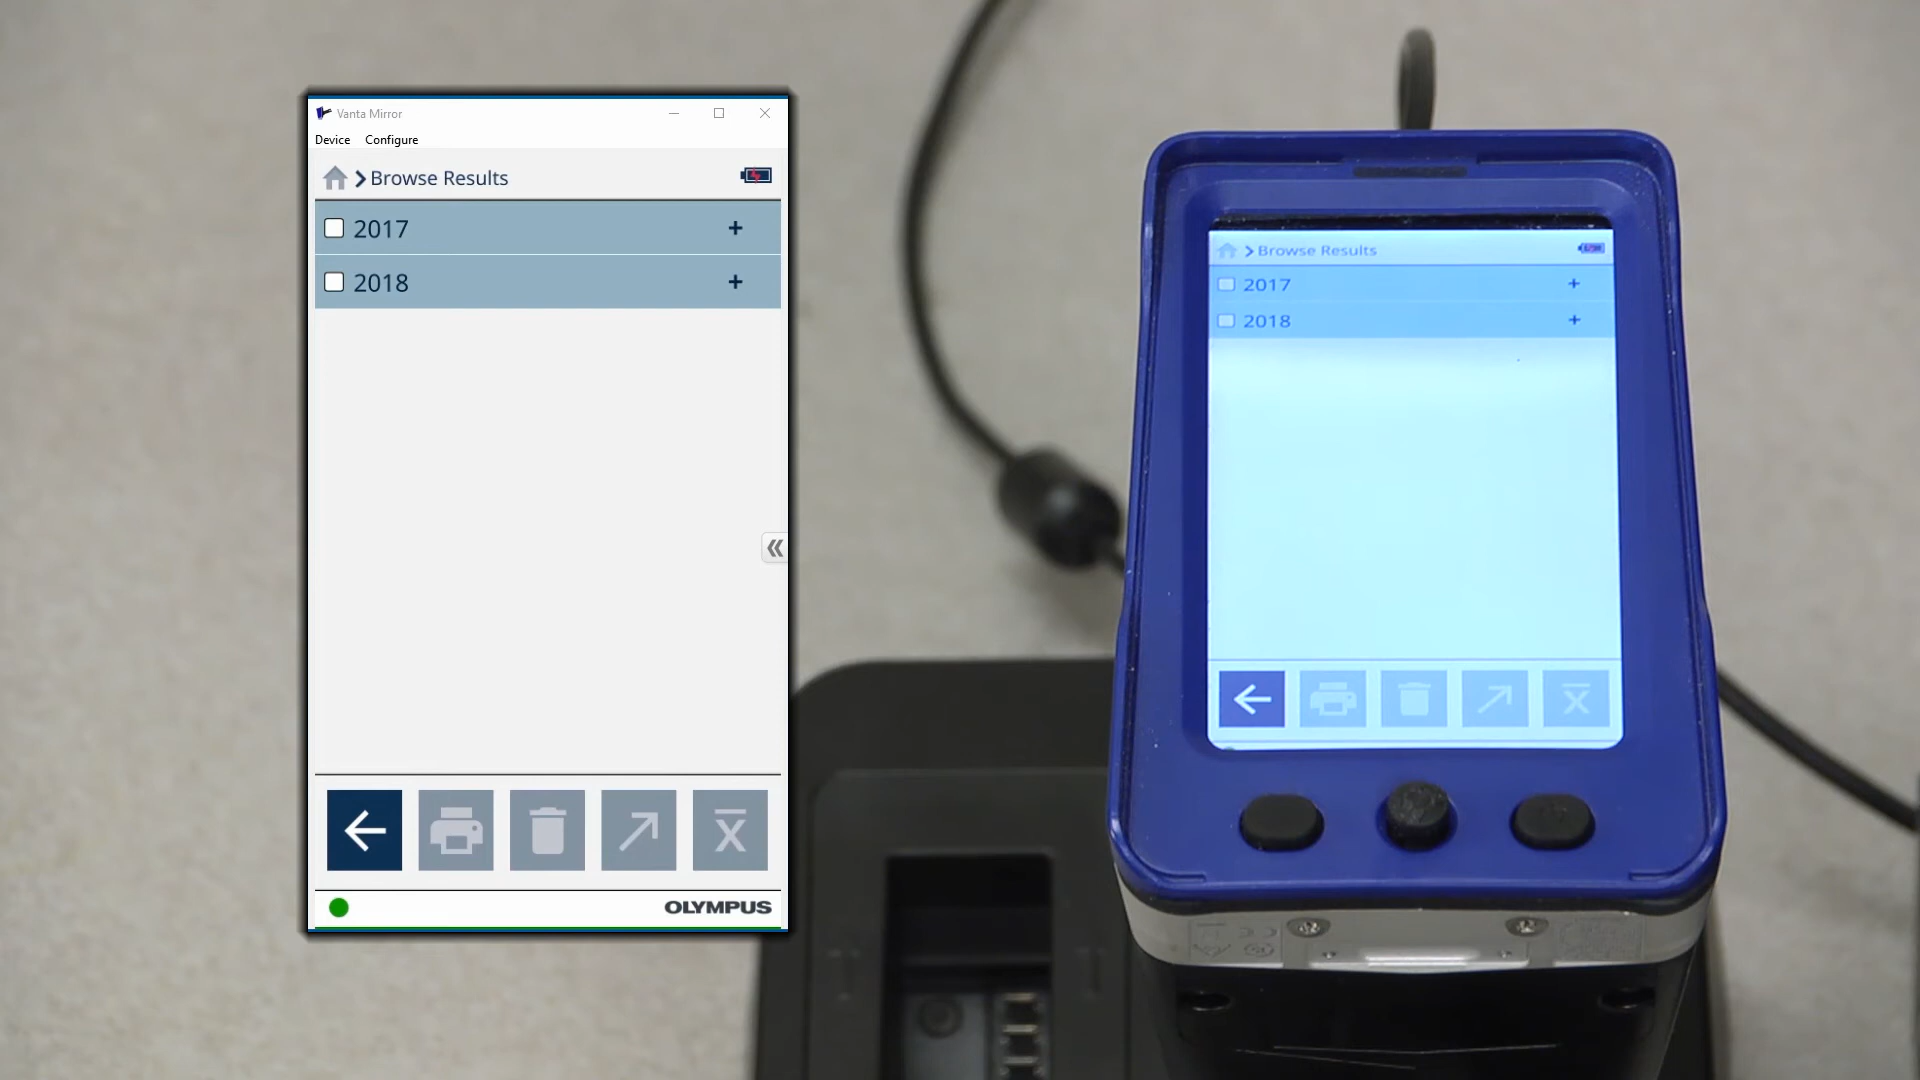 Vanta Mirror
Device Configure
Browse Results
2017 +
2018 +
OLYMPUS
Browse Results
2017 +
2018 +